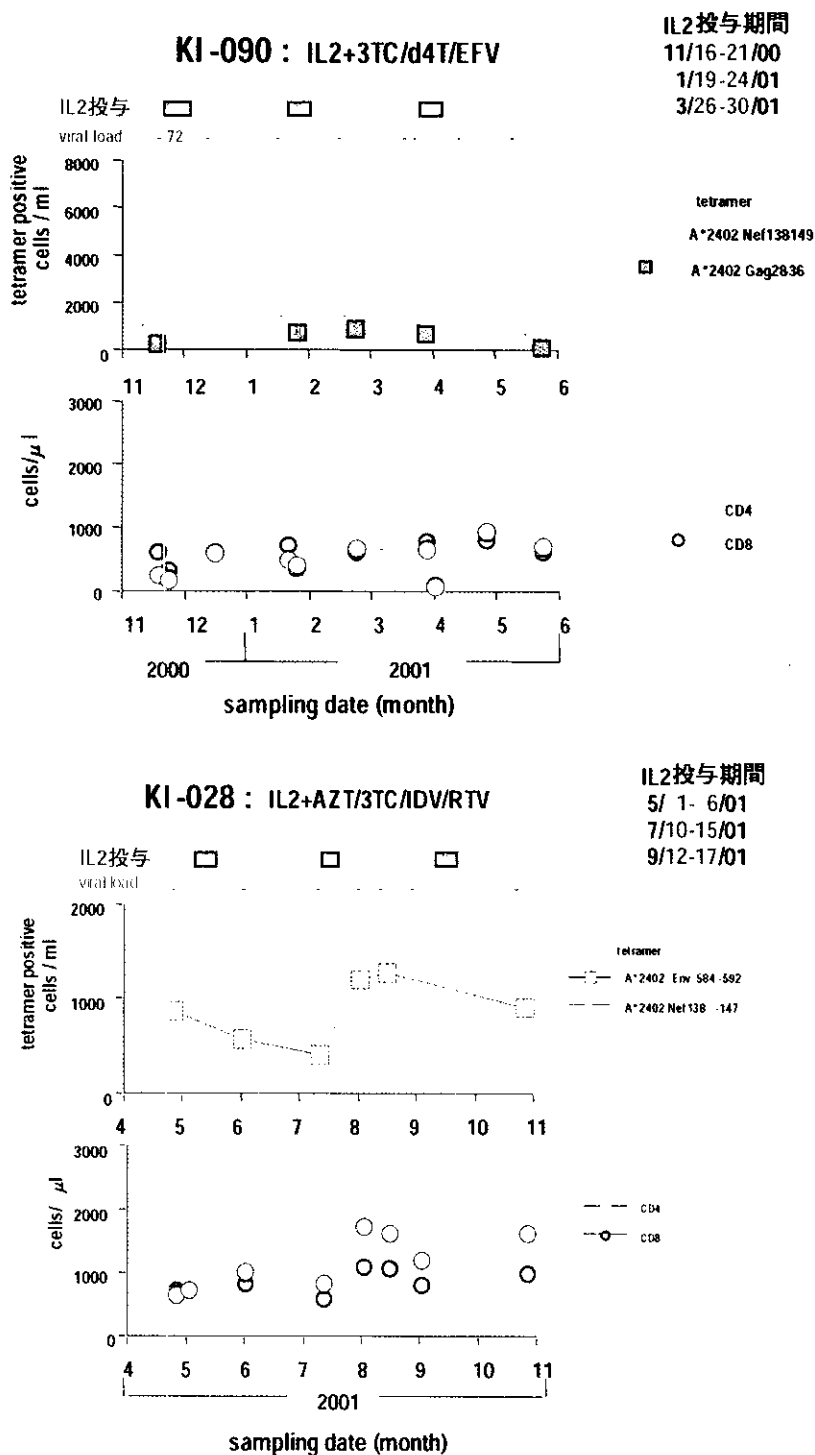 KI-090 : IL2+3TC/d4T/EFV
IL2投与期間
11/16-21/00
1/19-24/01
3/26-30/01
IL2投与
viral load - 72
tetramer positive
cells / ml
8000
6000
4000
2000
0
11 12 1 2 3 4 5 6
tetramer
A*2402 Nef138149
A*2402 Gag2836
cells/μl
3000
2000
1000
0
11 12 1 2 3 4 5 6
2000 2001
sampling date (month)
CD4
CD8
KI-028 : IL2+AZT/3TC/IDV/RTV
IL2投与期間
5/ 1- 6/01
7/10-15/01
9/12-17/01
IL2投与
viral load
tetramer positive
cells / ml
2000
1000
0
4 5 6 7 8 9 10 11
tetramer
A*2402 Env 584-592
A*2402 Nef138 -147
cells/ μl
3000
2000
1000
0
4 5 6 7 8 9 10 11
2001
sampling date (month)
CD4
CD8